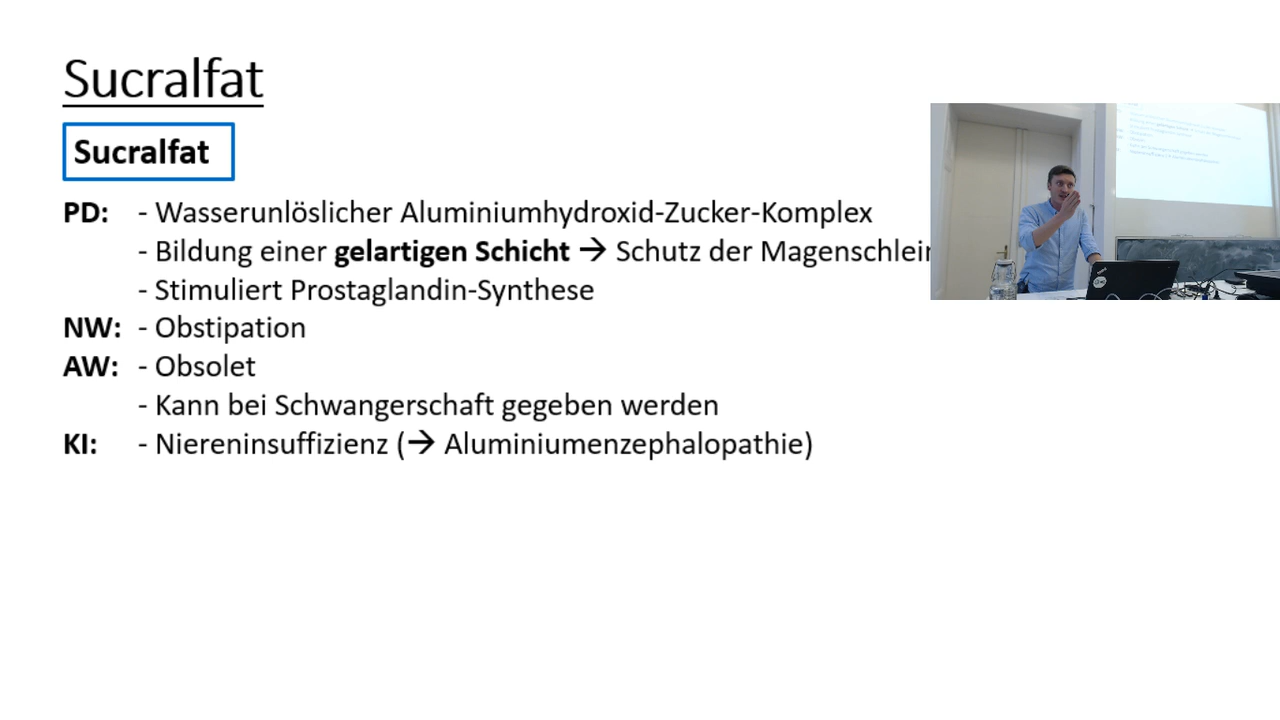 Sucralfat
Sucralfat
PD: - Wasserunlöslicher Aluminiumhydroxid-Zucker-Komplex
- Bildung einer gelartigen Schicht → Schutz der
- Stimuliert Prostaglandin-Synthese
NW: - Obstipation
AW: - Obsolet
- Kann bei Schwangerschaft gegeben werden
KI: - Niereninsuffizienz (→ Aluminiumenzephalopathie)